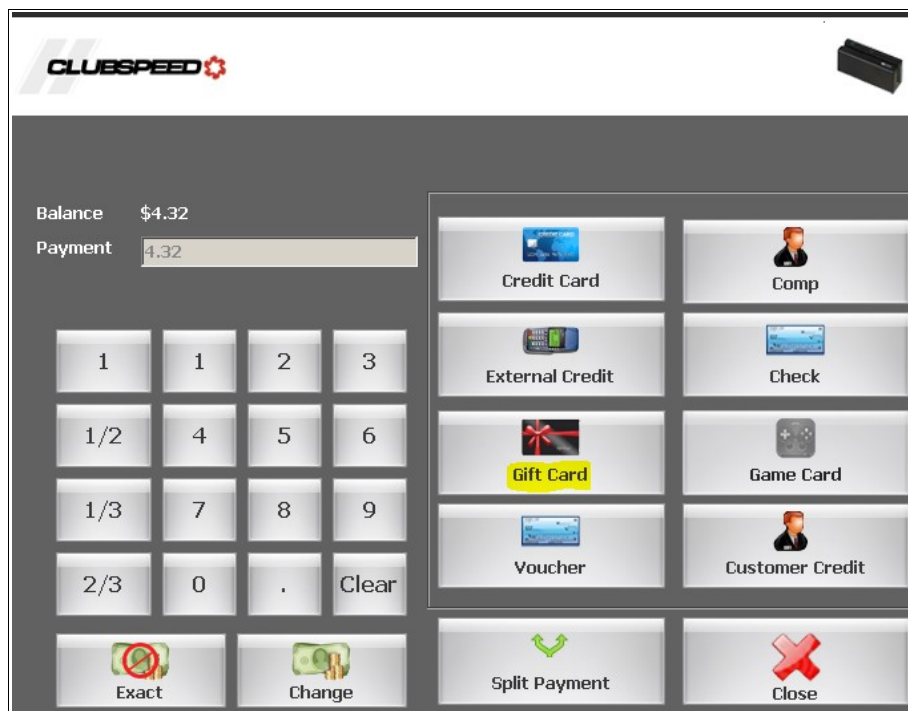 CLUBSPEED
Balance $4.32
Payment 4.32
Credit Card
Comp
External Credit
Check
Gift Card
Game Card
Voucher
Customer Credit
1 1 2 3
1/2 4 5 6
1/3 7 8 9
2/3 0 . Clear
Exact
Change
Split Payment
Close